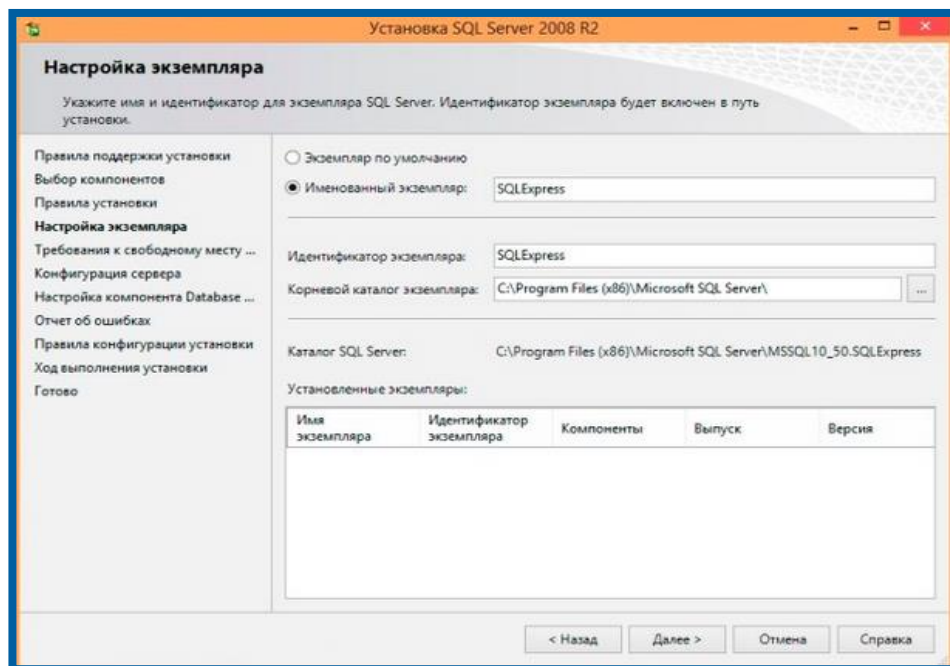 Установка SQL Server 2008 R2
Настройка экземпляра
Укажите имя и идентификатор для экземпляра SQL Server. Идентификатор экземпляра будет включен в путь
установки.
Правила поддержки установки
Выбор компонентов
Правила установки
Настройка экземпляра
Требования к свободному месту ...
Конфигурация сервера
Настройка компонента Database ...
Отчет об ошибках
Правила конфигурации установки
Ход выполнения установки
Готово
Экземпляр по умолчанию
Именованный экземпляр: SQLExpress
Идентификатор экземпляра: SQLExpress
Корневой каталог экземпляра: C:\Program Files (x86)\Microsoft SQL Server\ ...
Каталог SQL Server: C:\Program Files (x86)\Microsoft SQL Server\MSSQL10_50.SQLExpress
Установленные экземпляры:
Имя экземпляра Идентификатор экземпляра Компоненты Выпуск Версия
< Назад Далее > Отмена Справка